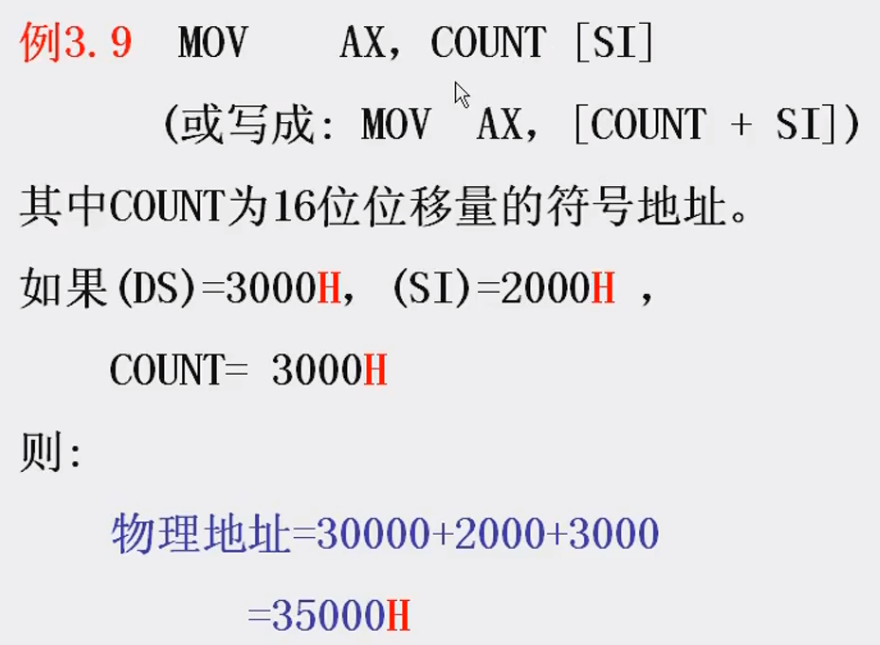 例3.9 MOV AX，COUNT [SI]
(或写成：MOV AX，[COUNT + SI])
其中COUNT为16位位移量的符号地址。
如果(DS)=3000H，(SI)=2000H ，
COUNT= 3000H
则：
物理地址=30000+2000+3000
=35000H